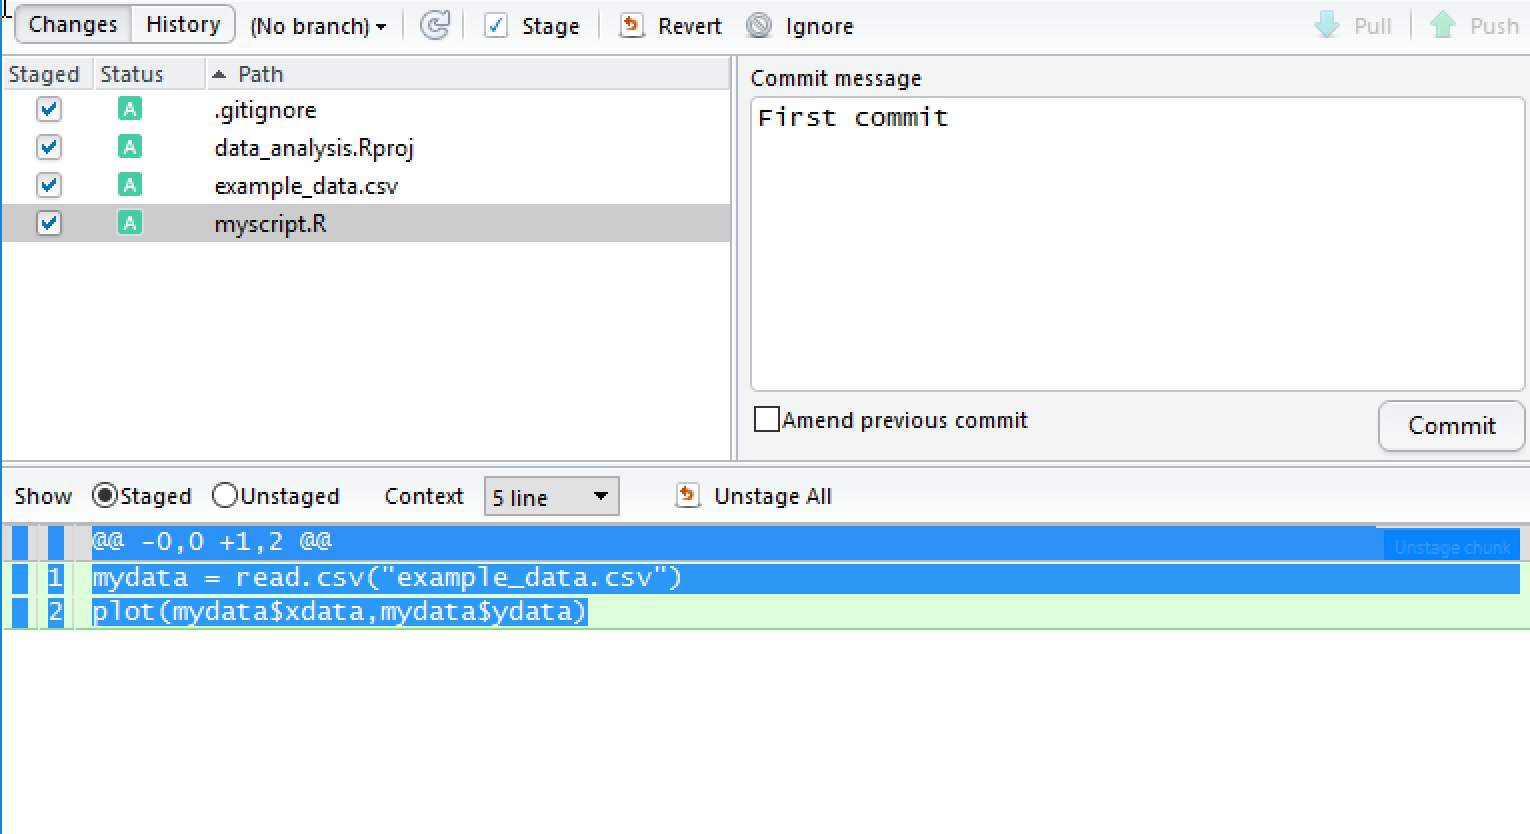 Changes History (No branch) Stage Revert Ignore Pull Push
Staged Status Path
A .gitignore
A data_analysis.Rproj
A example_data.csv
A myscript.R
Commit message
First commit
Amend previous commit
Commit
Show Staged Unstaged Context 5 line Unstage All
@@ -0,0 +1,2 @@ Unstage chunk
1 mydata = read.csv("example_data.csv")
2 plot(mydata$xdata,mydata$ydata)